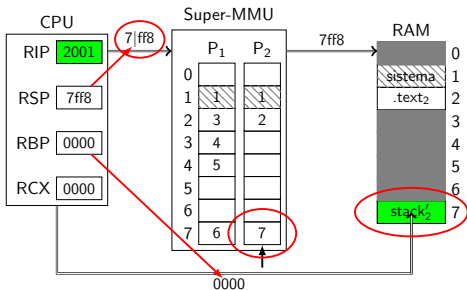 CPU
RIP 2001
RSP 7ff8
RBP 0000
RCX 0000
7|ff8
Super-MMU
P₁ P₂
0
1 1 1
2 3 2
3 4
4 5
5
6
7 6 7
7ff8
RAM
0
sistema 1
.text₂ 2
3
4
5
6
stack′₂ 7
0000